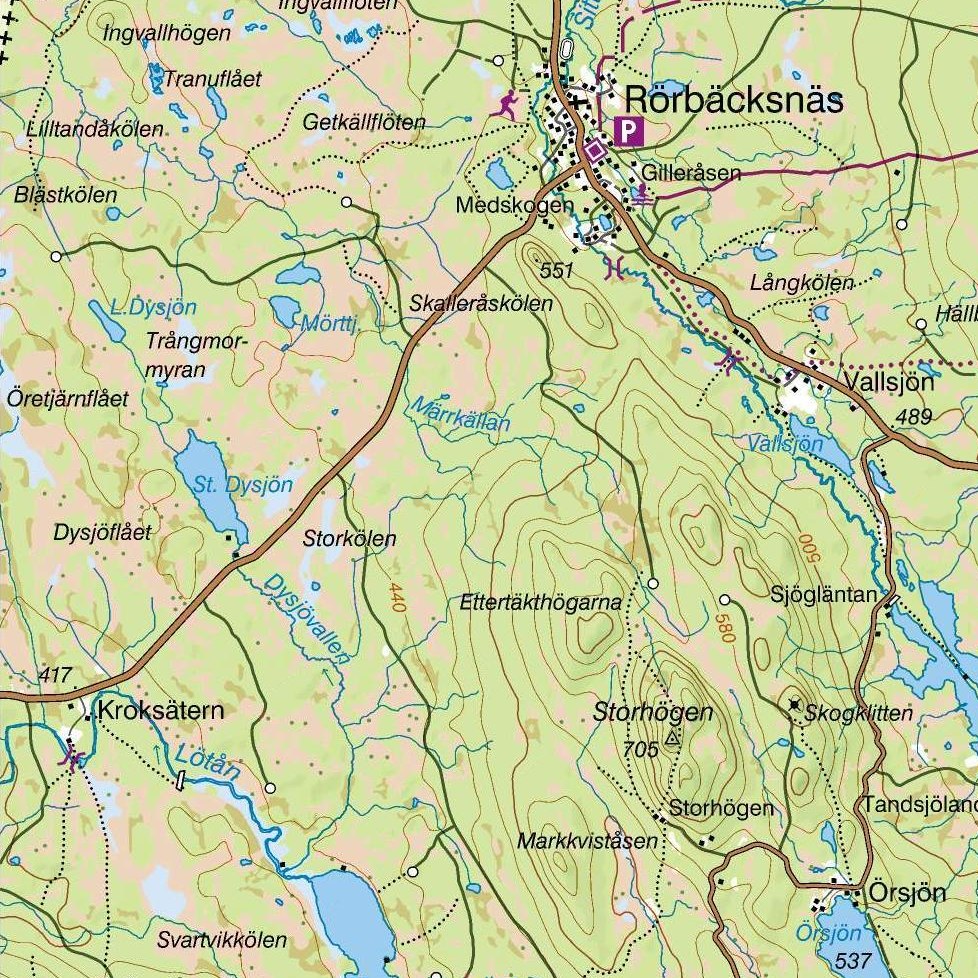 Ingvallflöten
Ingvallhögen
Tranuflået
Rörbäcksnäs
P
Lilltandåkölen
Getkällflöten
Gilleråsen
Blästkölen
Medskogen
551
Långkölen
L.Dysjön
Skalleråskölen
Mörttj.
Trångmor-
myran
Öretjärnflået
Vallsjön
Märrkällan
489
Vallsjön
St. Dysjön
Dysjöflået
Storkölen
500
440
Dysjövallen
Ettertäkthögarna
Sjögläntan
580
417
Kroksätern
Storhögen
705
Skogklitten
Lötån
Storhögen
Markkviståsen
Örsjön
Svartvikkölen
Örsjön
537